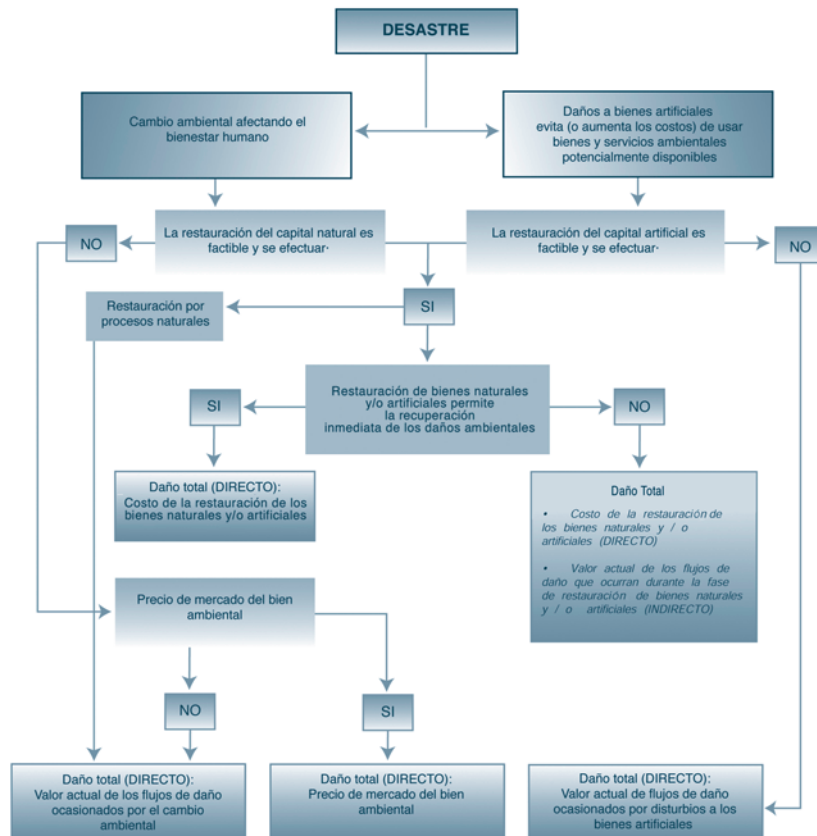 DESASTRE
Cambio ambiental afectando el
bienestar humano
Daños a bienes artificiales
evita (o aumenta los costos) de usar
bienes y servicios ambientales
potencialmente disponibles
NO
La restauración del capital natural es
factible y se efectuar·
La restauración del capital artificial es
factible y se efectuar·
NO
Restauración por
procesos naturales
SI
Restauración de bienes naturales
y/o artificiales permite
la recuperación
inmediata de los daños ambientales
SI
NO
Daño total (DIRECTO):
Costo de la restauración de los
bienes naturales y/o artificiales
Daño Total
• Costo de la restauración de
los bienes naturales y / o
artificiales (DIRECTO)
• Valor actual de los flujos de
daño que ocurran durante la fase
de restauración de bienes naturales
y / o artificiales (INDIRECTO)
Precio de mercado del bien
ambiental
NO
SI
Daño total (DIRECTO):
Valor actual de los flujos de daño
ocasionados por el cambio
ambiental
Daño total (DIRECTO):
Precio de mercado del bien
ambiental
Daño total (DIRECTO):
Valor actual de flujos de daño
ocasionados por disturbios a los
bienes artificiales